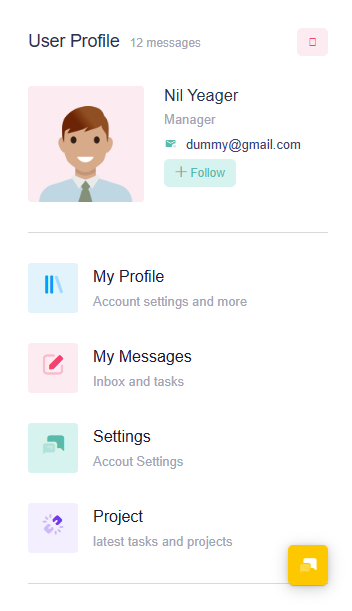 User Profile 12 messages
Nil Yeager
Manager
dummy@gmail.com
+ Follow
My Profile
Account settings and more
My Messages
Inbox and tasks
Settings
Accout Settings
Project
latest tasks and projects